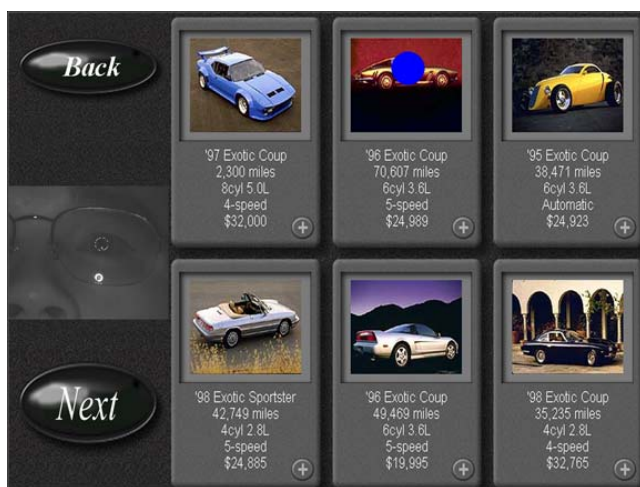 Back
'97 Exotic Coup
2,300 miles
8cyl 5.0L
4-speed
$32,000
'96 Exotic Coup
70,607 miles
6cyl 3.6L
5-speed
$24,989
'95 Exotic Coup
38,471 miles
6cyl 3.6L
Automatic
$24,923
Next
'98 Exotic Sportster
42,749 miles
4cyl 2.8L
5-speed
$24,885
'96 Exotic Coup
49,469 miles
6cyl 3.6L
5-speed
$19,995
'98 Exotic Coup
35,235 miles
4cyl 2.8L
4-speed
$32,765